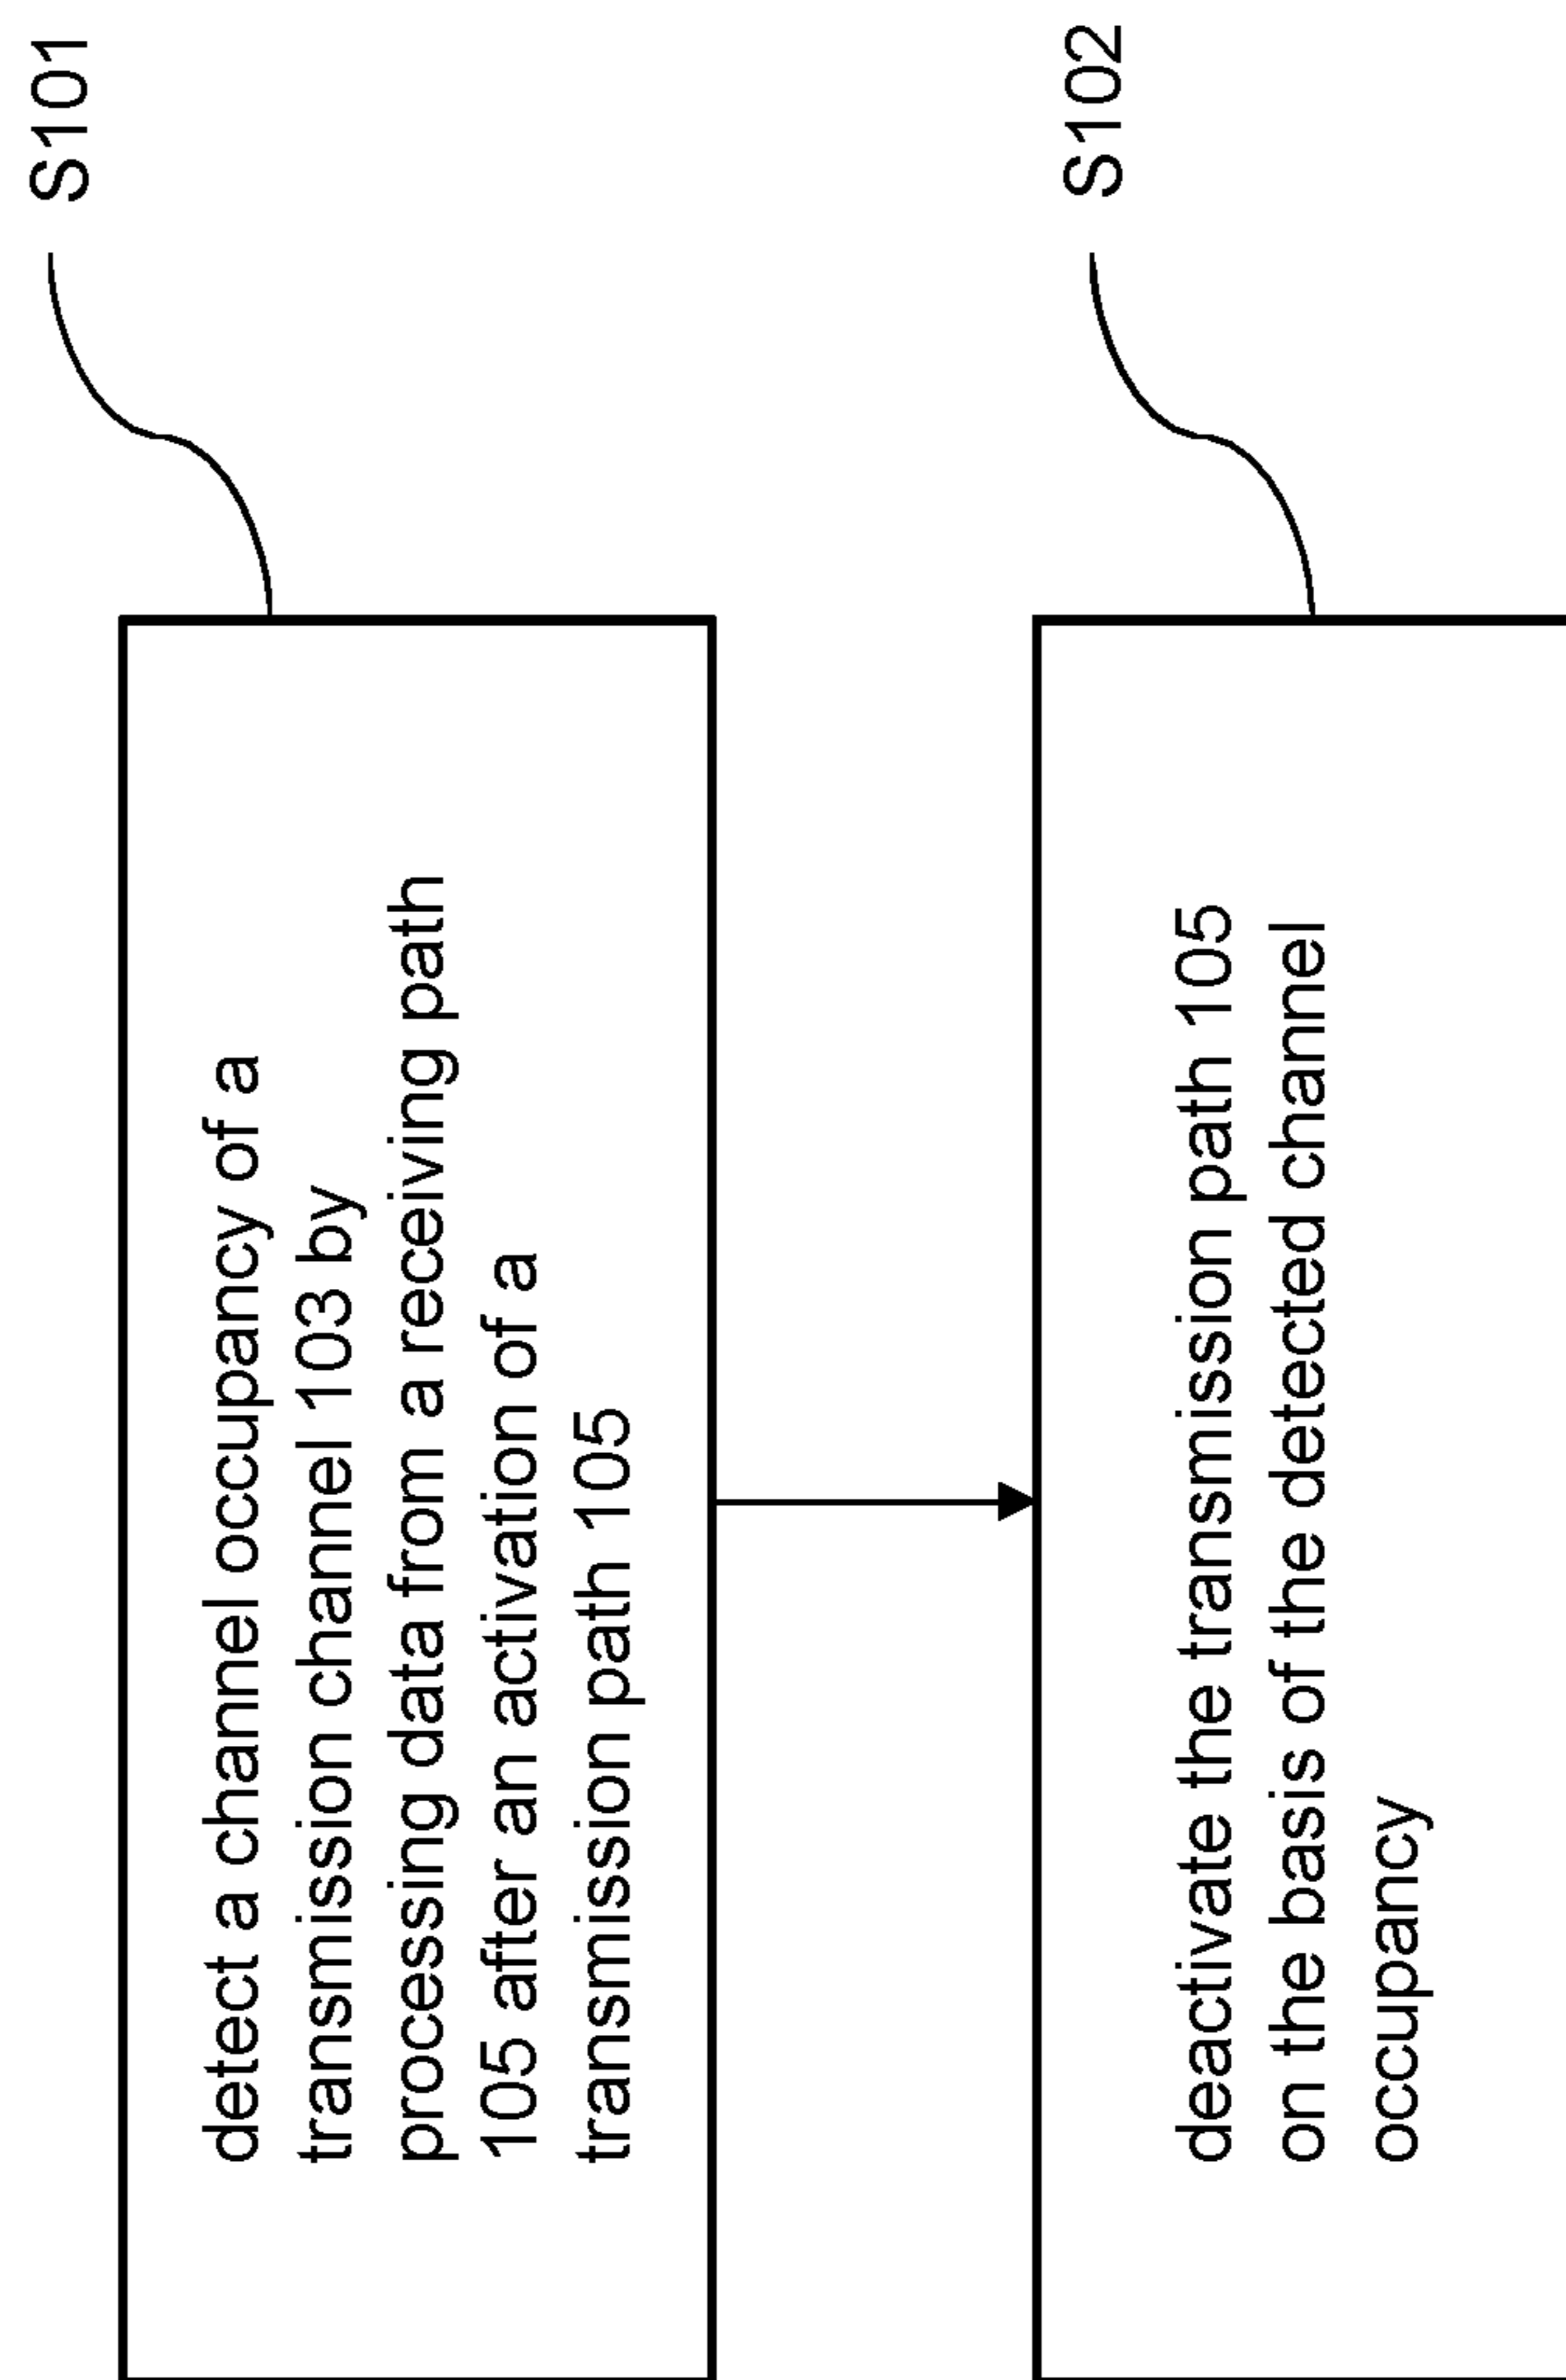 S101
detect a channel occupancy of a
transmission channel 103 by
processing data from a receiving path
105 after an activation of a
transmission path 105
S102
deactivate the transmission path 105
on the basis of the detected channel
occupancy